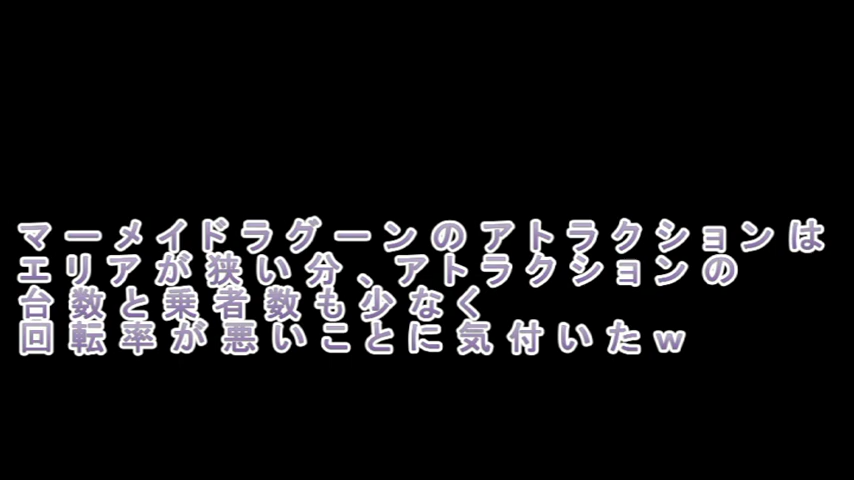 マーメイドラグーンのアトラクションは
エリアが狭い分、アトラクションの
台数と乗者数も少なく
回転率が悪いことに気付いたw